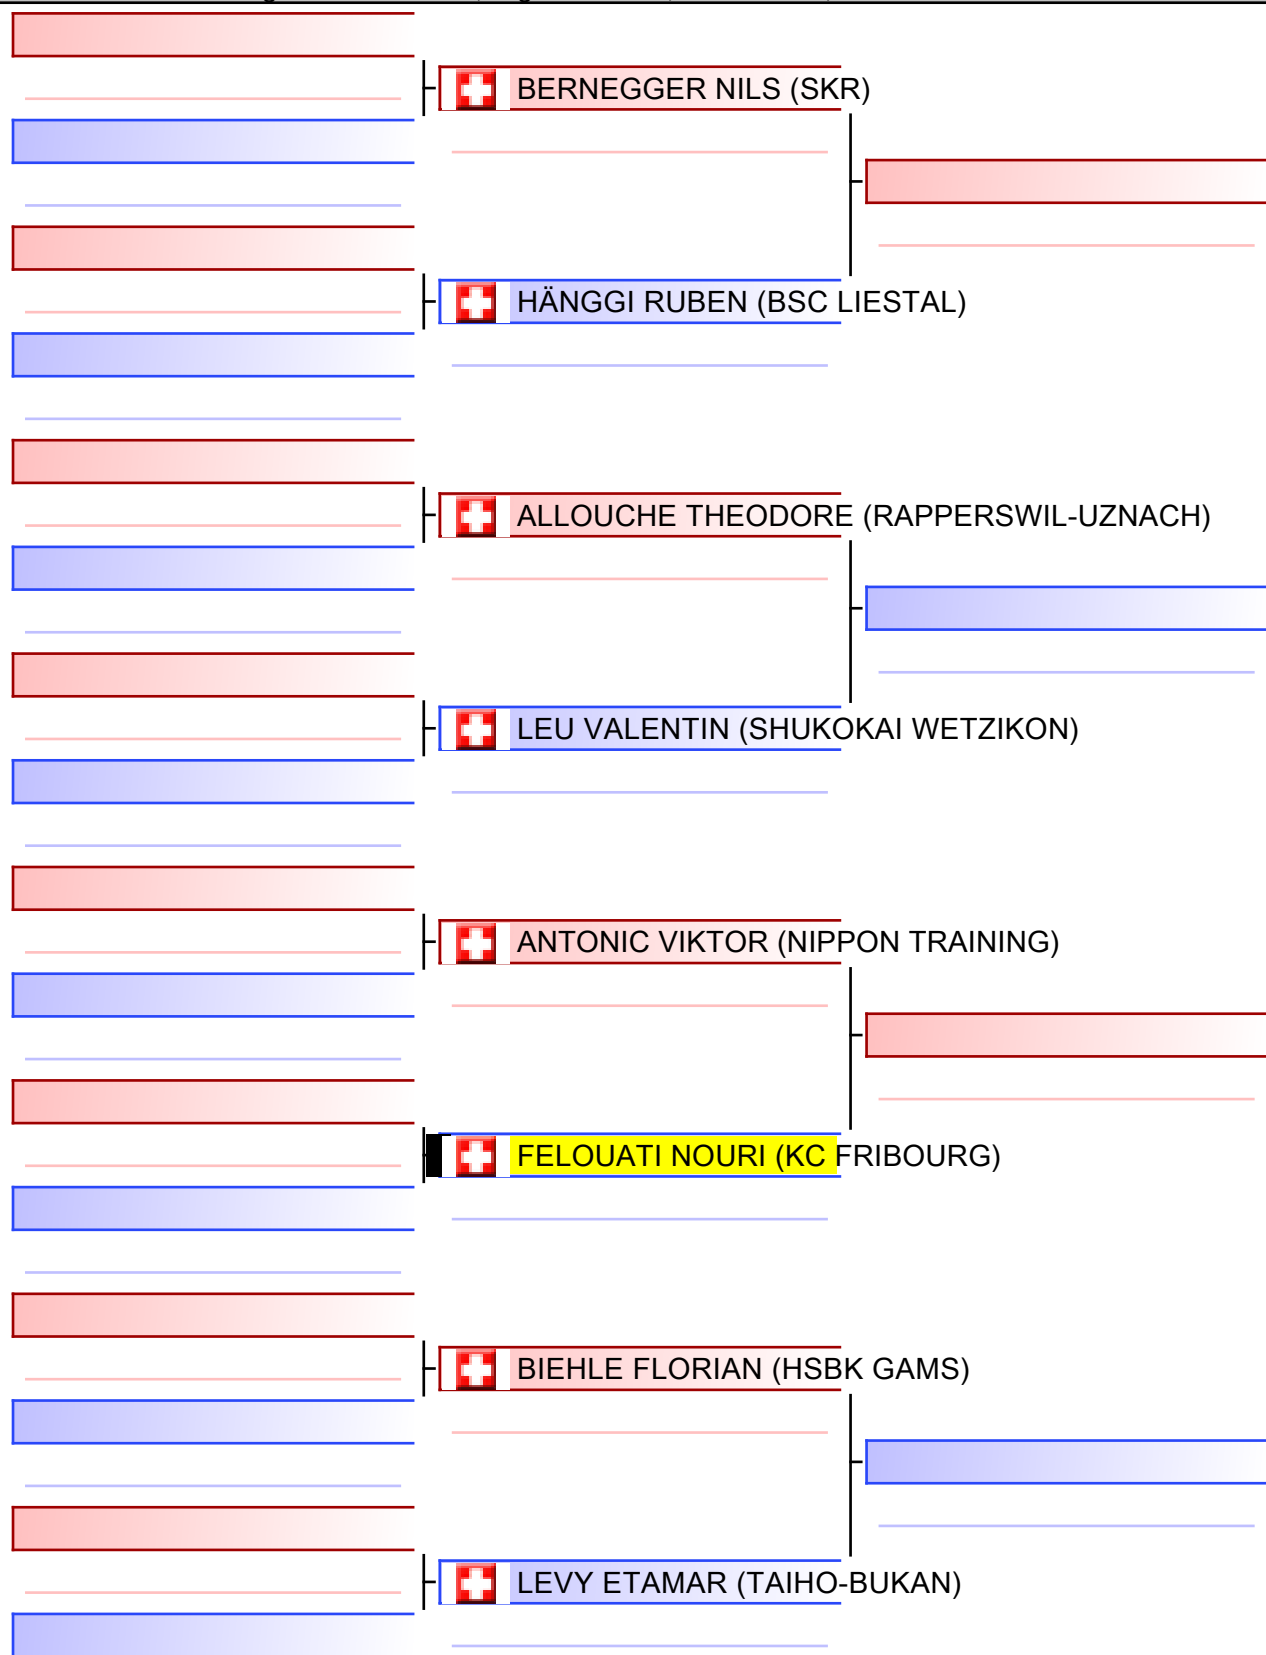 BERNEGGER NILS (SKR)
HÄNGGI RUBEN (BSC LIESTAL)
ALLOUCHE THEODORE (RAPPERSWIL-UZNACH)
LEU VALENTIN (SHUKOKAI WETZIKON)
ANTONIC VIKTOR (NIPPON TRAINING)
FELOUATI NOURI (KC FRIBOURG)
BIEHLE FLORIAN (HSBK GAMS)
LEVY ETAMAR (TAIHO-BUKAN)